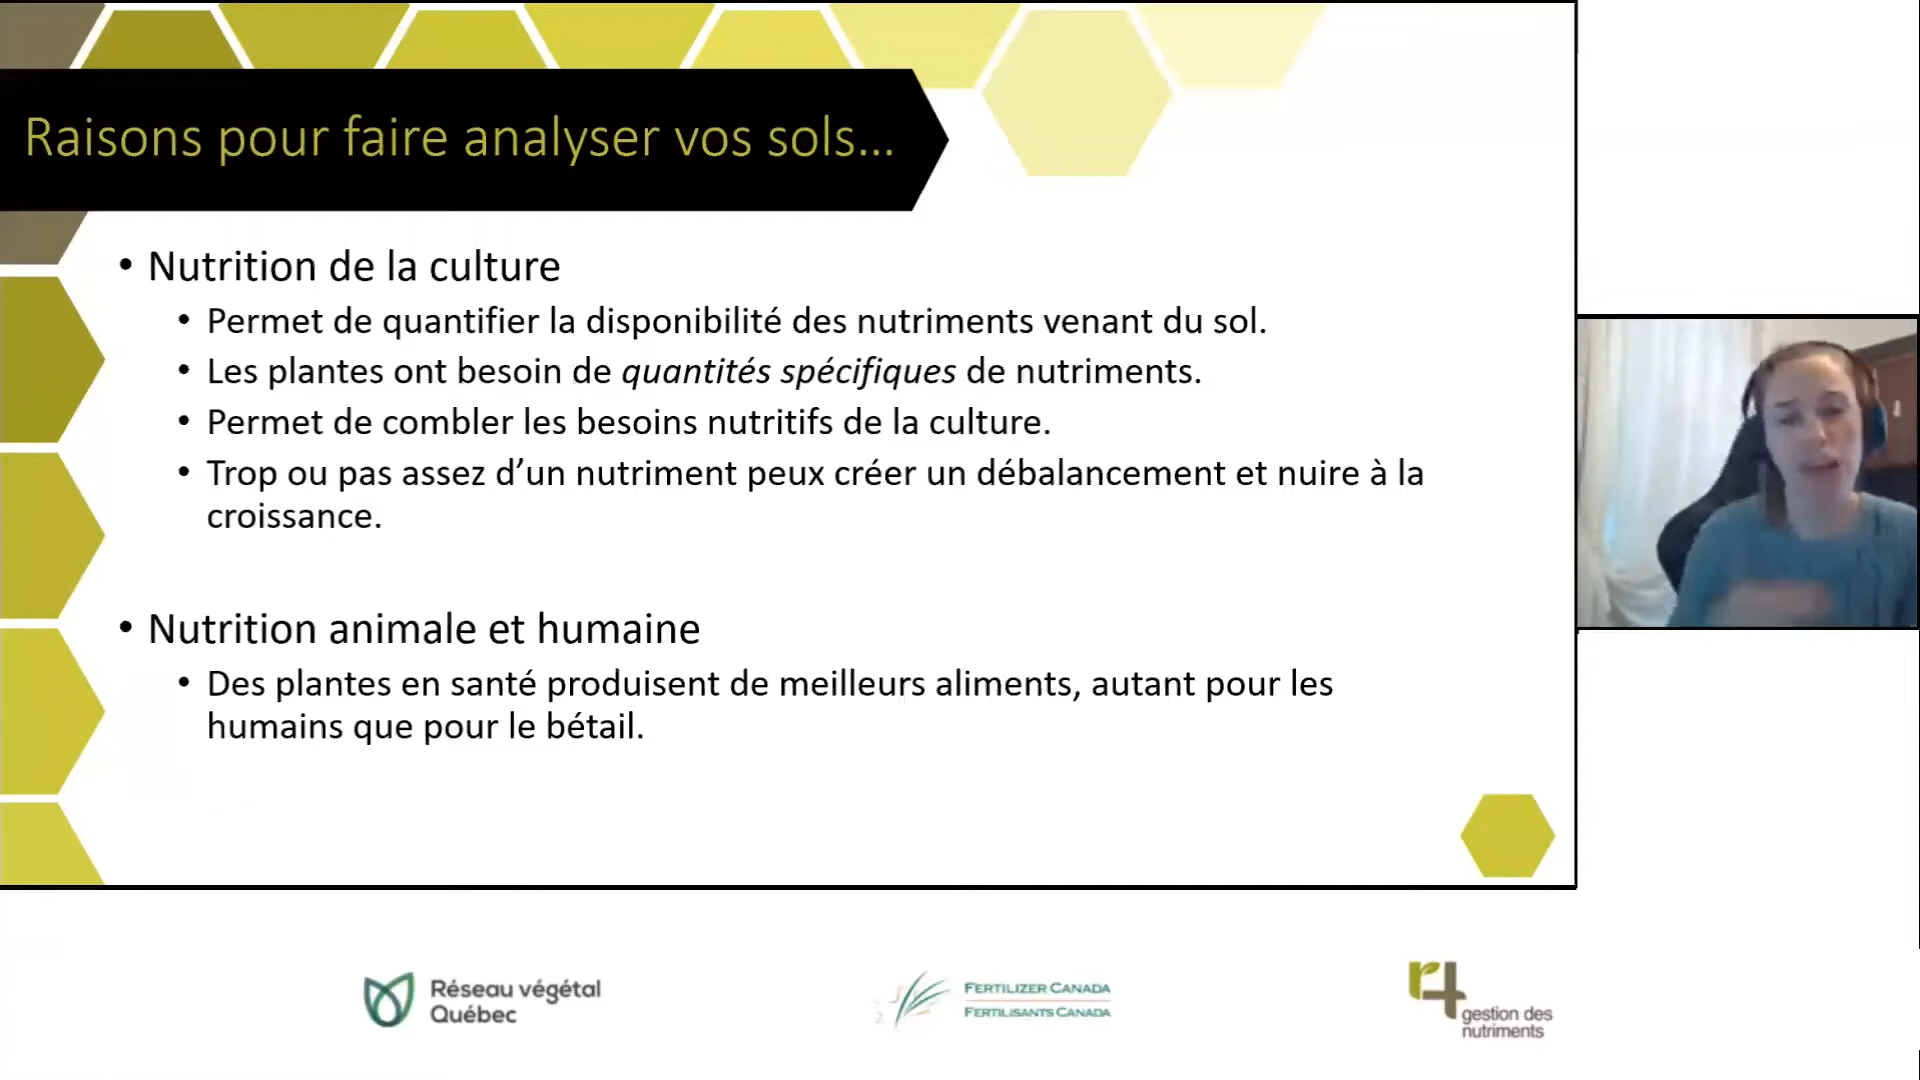 Raisons pour faire analyser vos sols...
• Nutrition de la culture
• Permet de quantifier la disponibilité des nutriments venant du sol.
• Les plantes ont besoin de quantités spécifiques de nutriments.
• Permet de combler les besoins nutritifs de la culture.
• Trop ou pas assez d’un nutriment peux créer un débalancement et nuire à la
croissance.
• Nutrition animale et humaine
• Des plantes en santé produisent de meilleurs aliments, autant pour les
humains que pour le bétail.
Réseau végétal
Québec
FERTILIZER CANADA
FERTILISANTS CANADA
r4
gestion des
nutriments